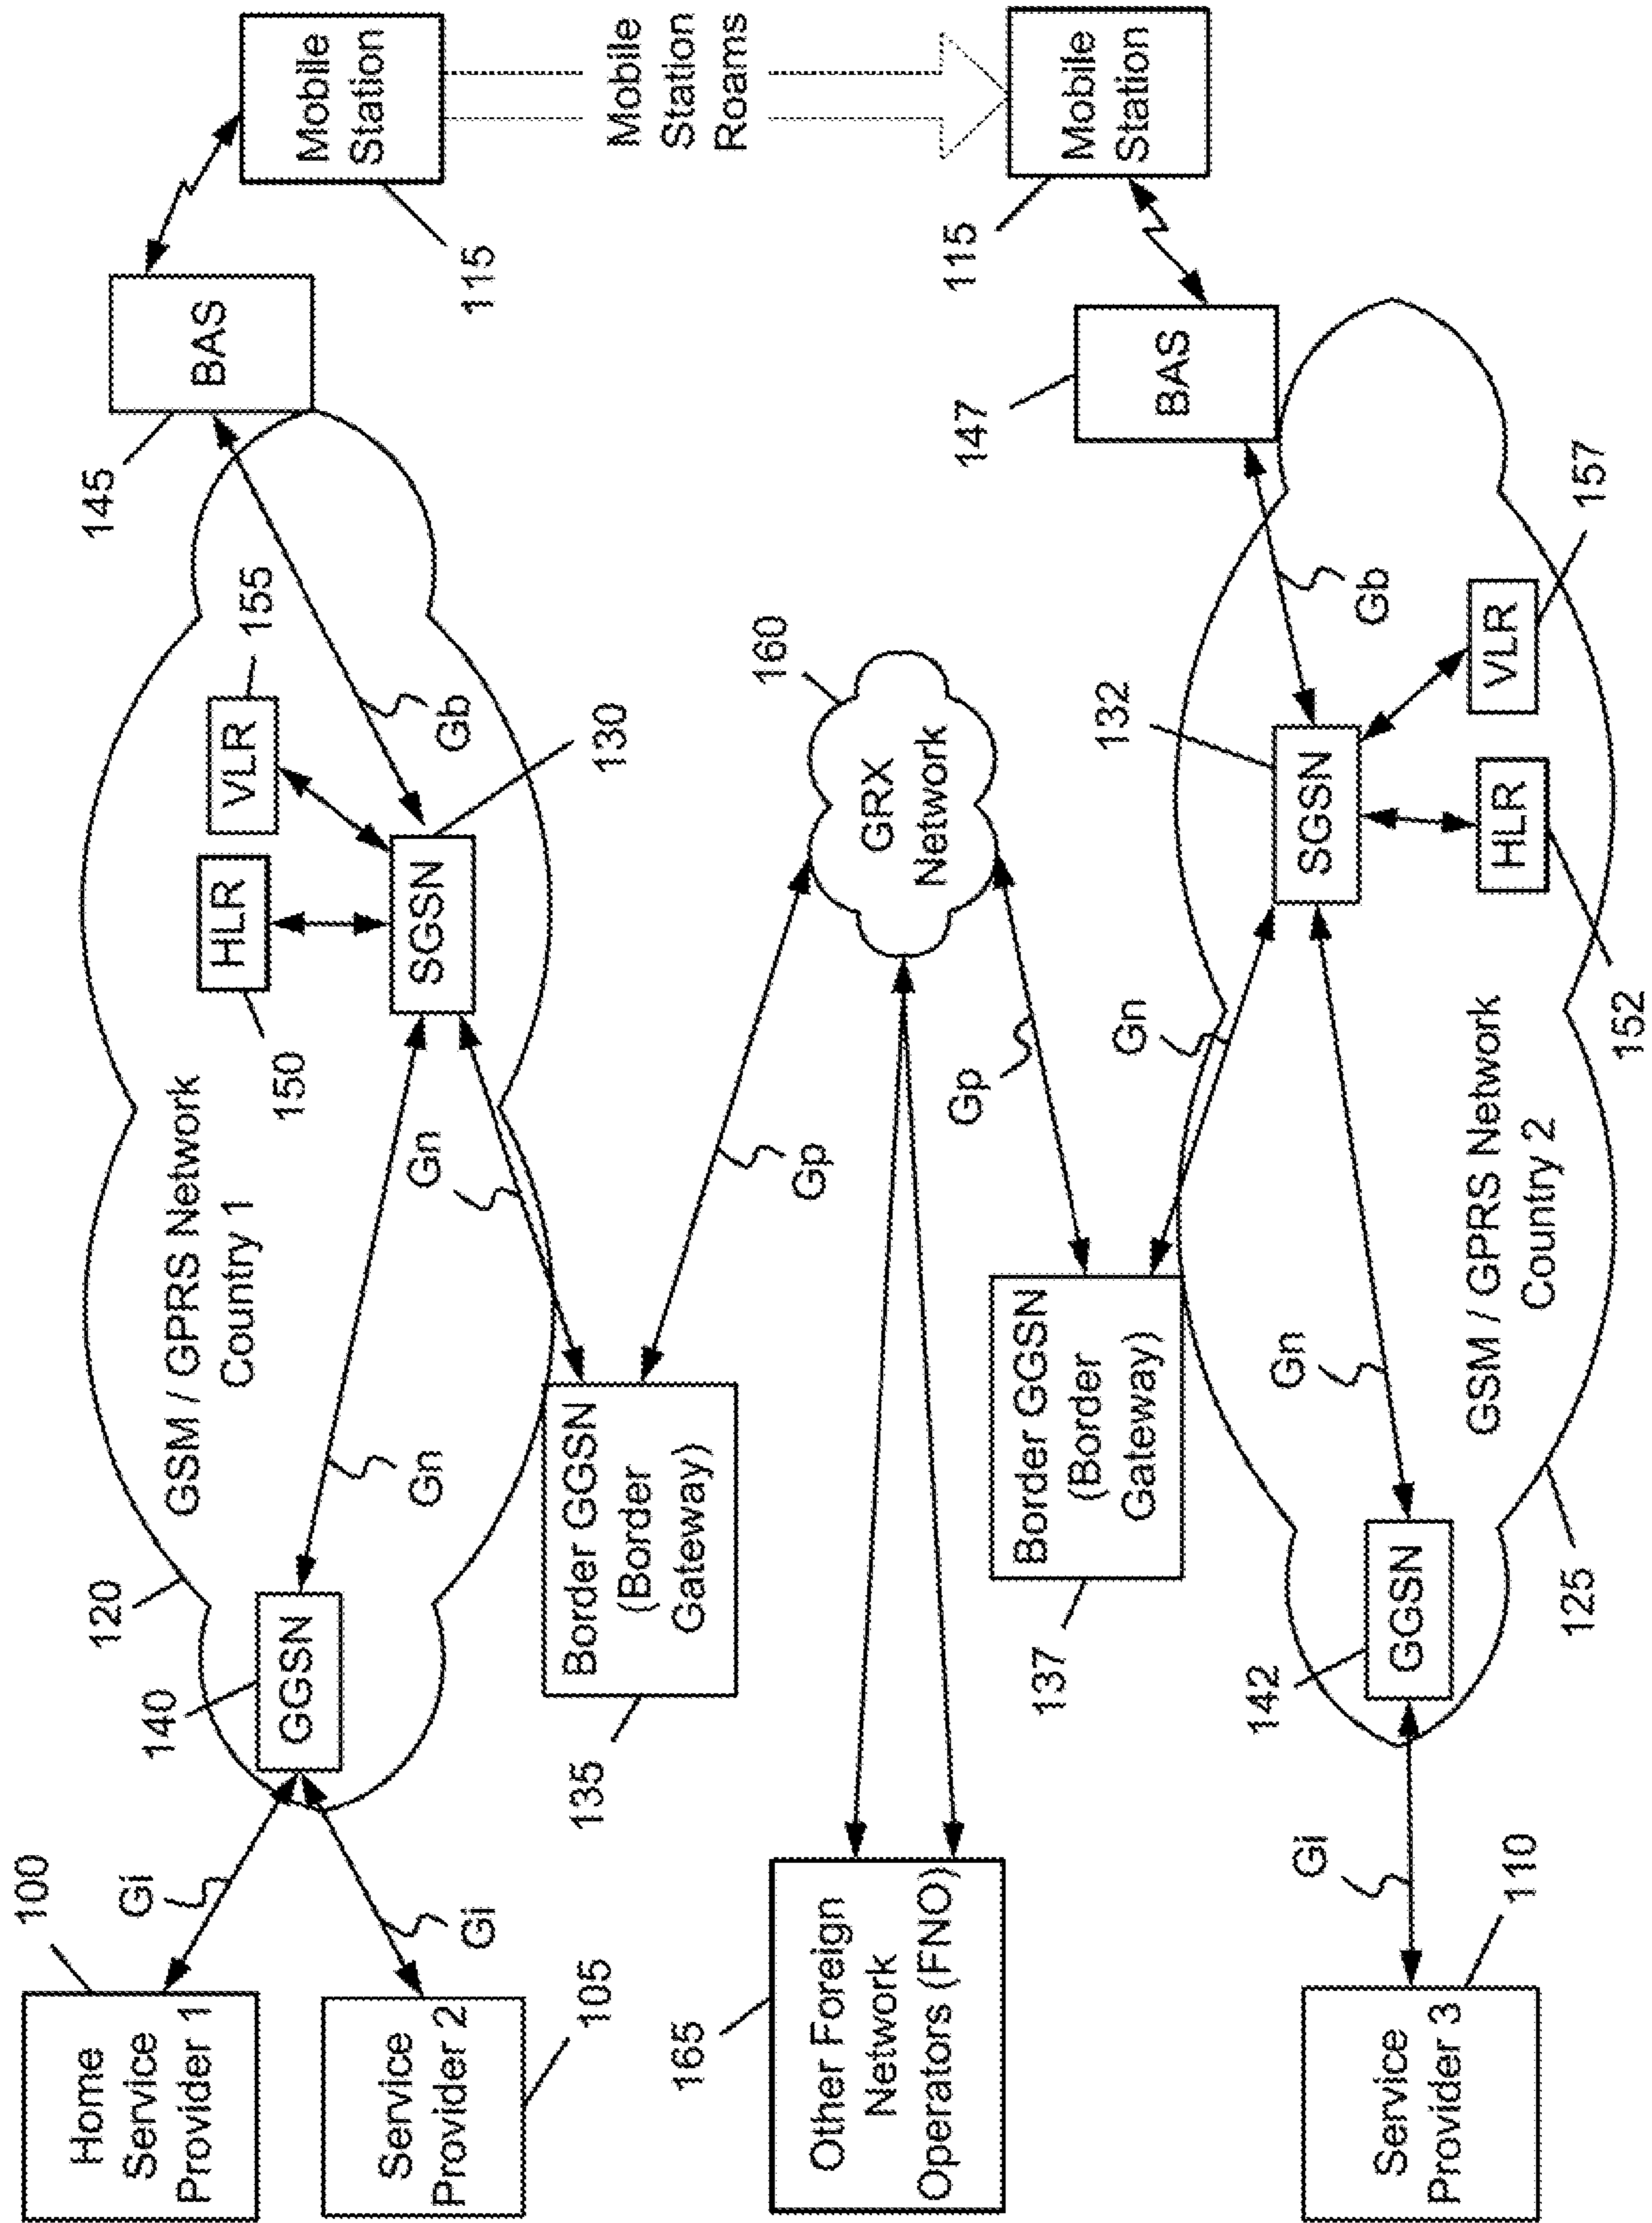 100
Home
Service
Provider 1
Gi
Gi
Service
Provider 2
105
140
GGSN
120
GSM / GPRS Network
Country 1
Gn
Gn
150
HLR
VLR
155
SGSN
130
Gb
145
BAS
Mobile
Station
115
Mobile
Station
Roams
135
Border GGSN
(Border
Gateway)
Gp
160
GRX
Network
165
Other Foreign
Network
Operators (FNO)
Gp
137
Border GGSN
(Border
Gateway)
Gn
132
SGSN
Gb
147
BAS
115
Mobile
Station
Service
Provider 3
110
Gi
142
GGSN
Gn
125
GSM / GPRS Network
Country 2
HLR
152
VLR
157